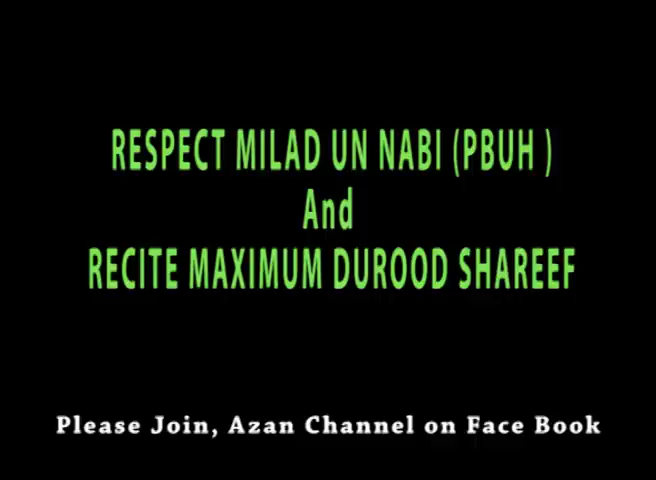 RESPECT MILAD UN NABI (PBUH )
And
RECITE MAXIMUM DUROOD SHAREEF
Please Join, Azan Channel on Face Book